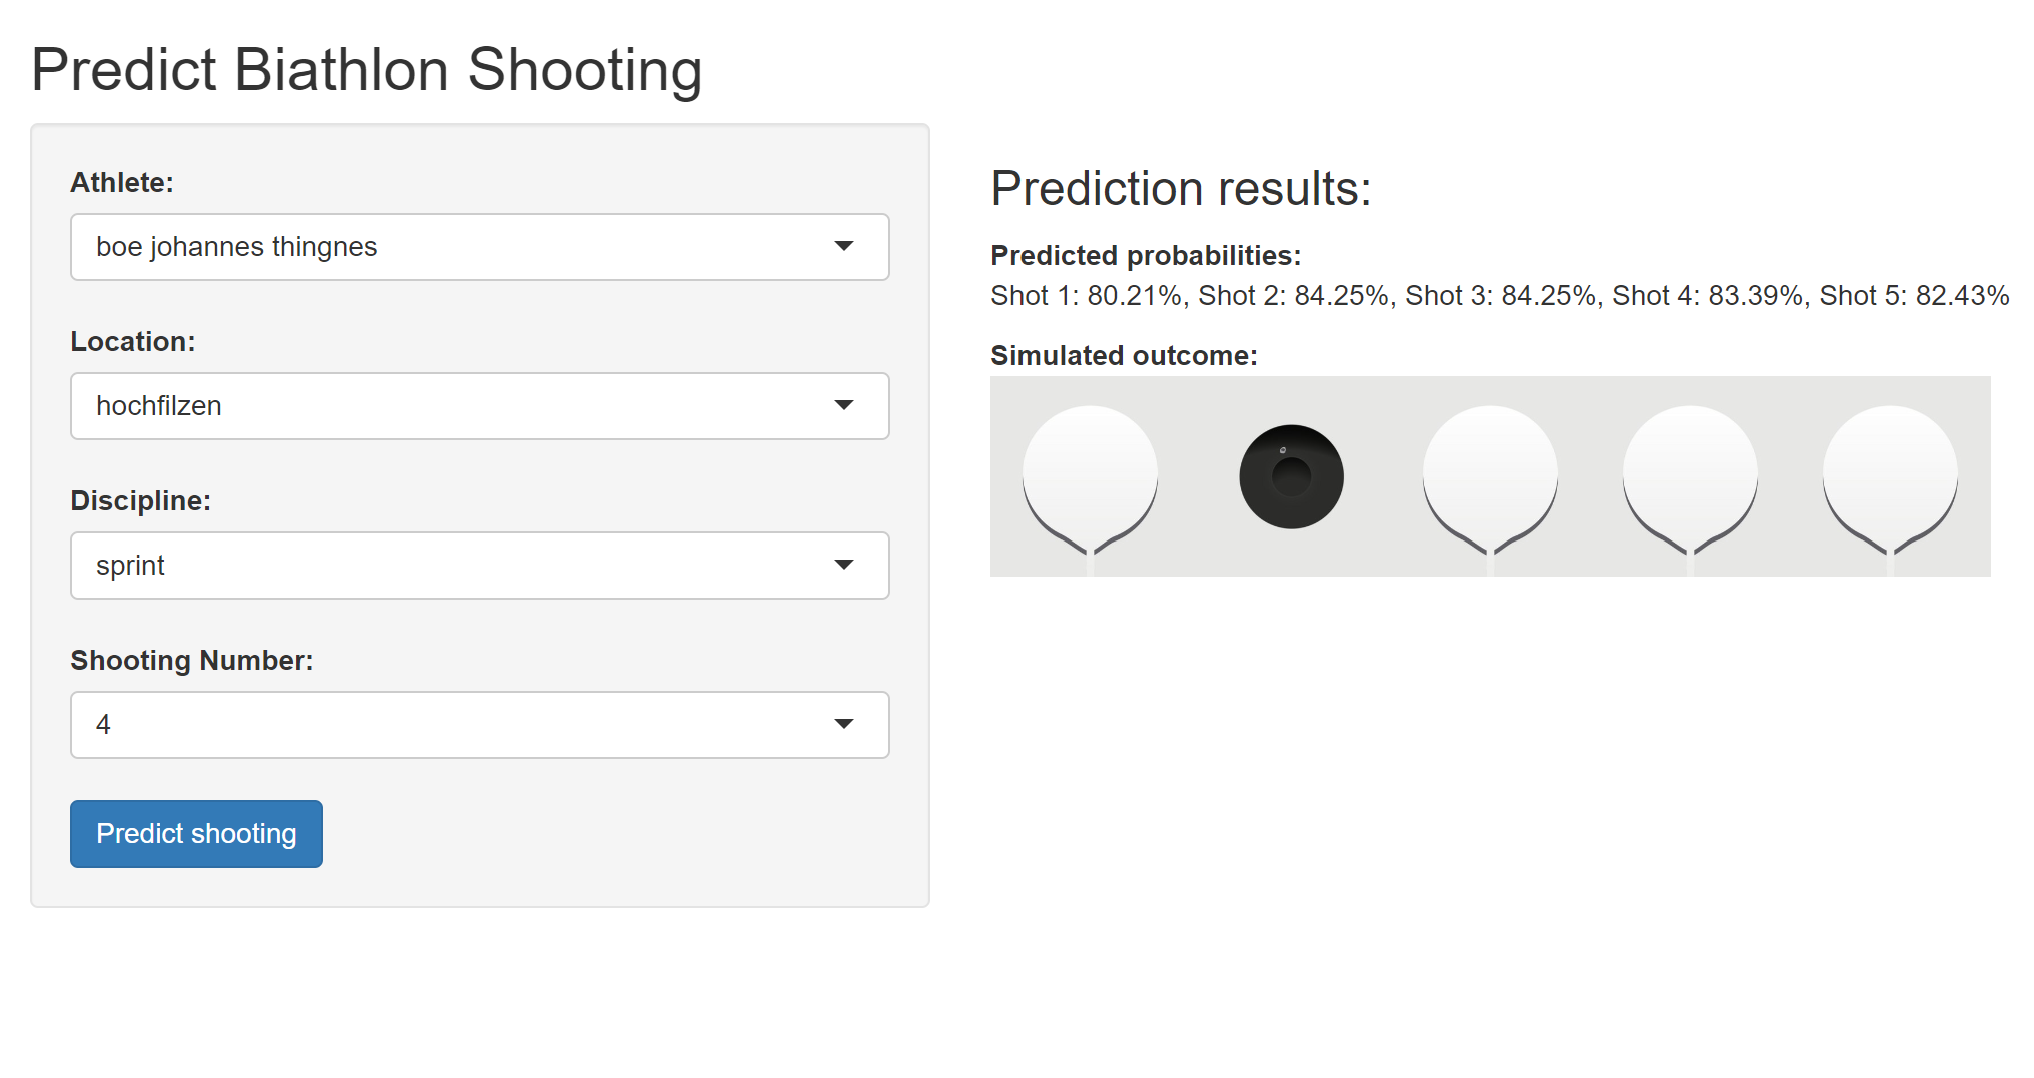 Predict Biathlon Shooting
Athlete:
boe johannes thingnes
Location:
hochfilzen
Discipline:
sprint
Shooting Number:
4
Predict shooting
Prediction results:
Predicted probabilities:
Shot 1: 80.21%, Shot 2: 84.25%, Shot 3: 84.25%, Shot 4: 83.39%, Shot 5: 82.43%
Simulated outcome: